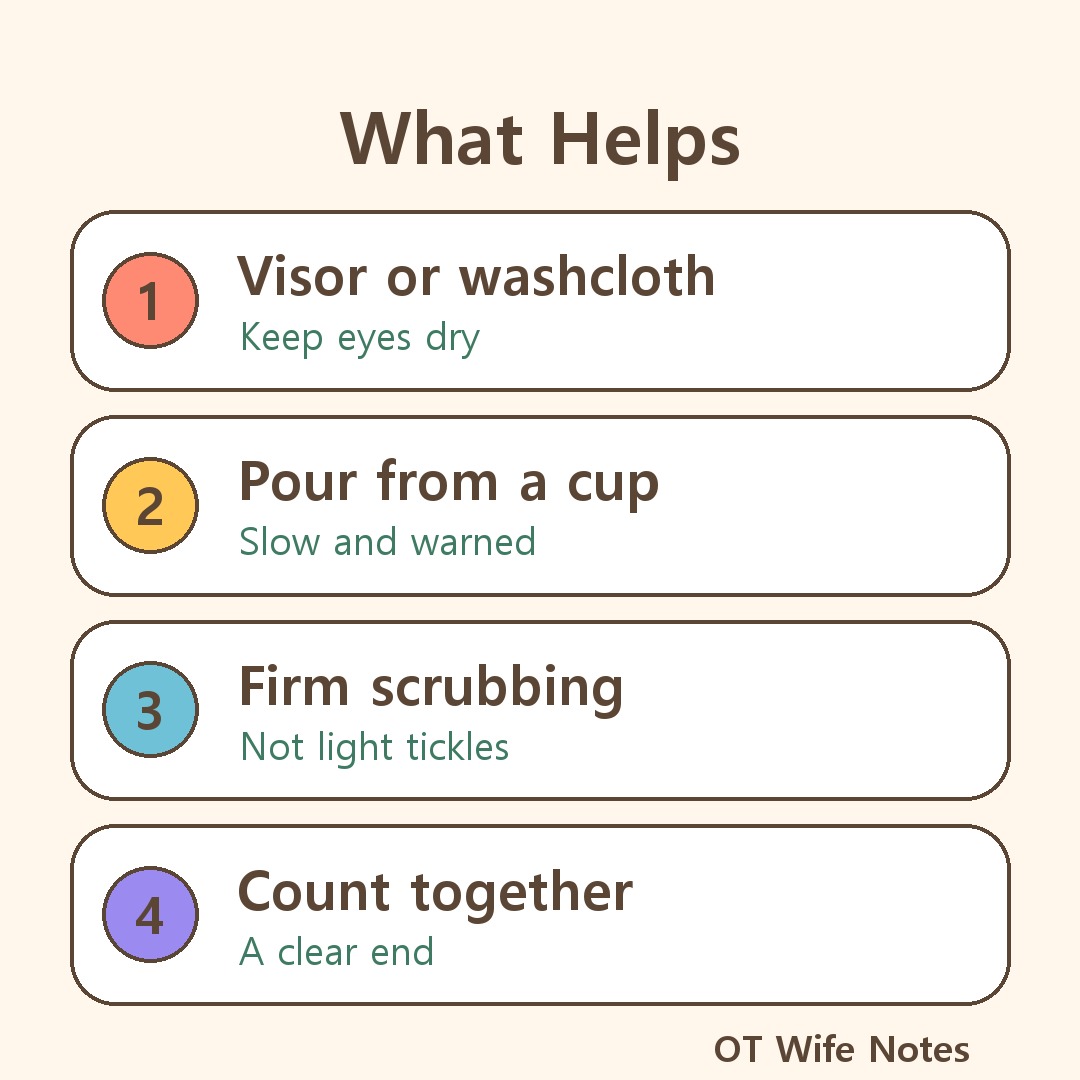 What Helps
1
Visor or washcloth
Keep eyes dry
2
Pour from a cup
Slow and warned
3
Firm scrubbing
Not light tickles
4
Count together
A clear end
OT Wife Notes